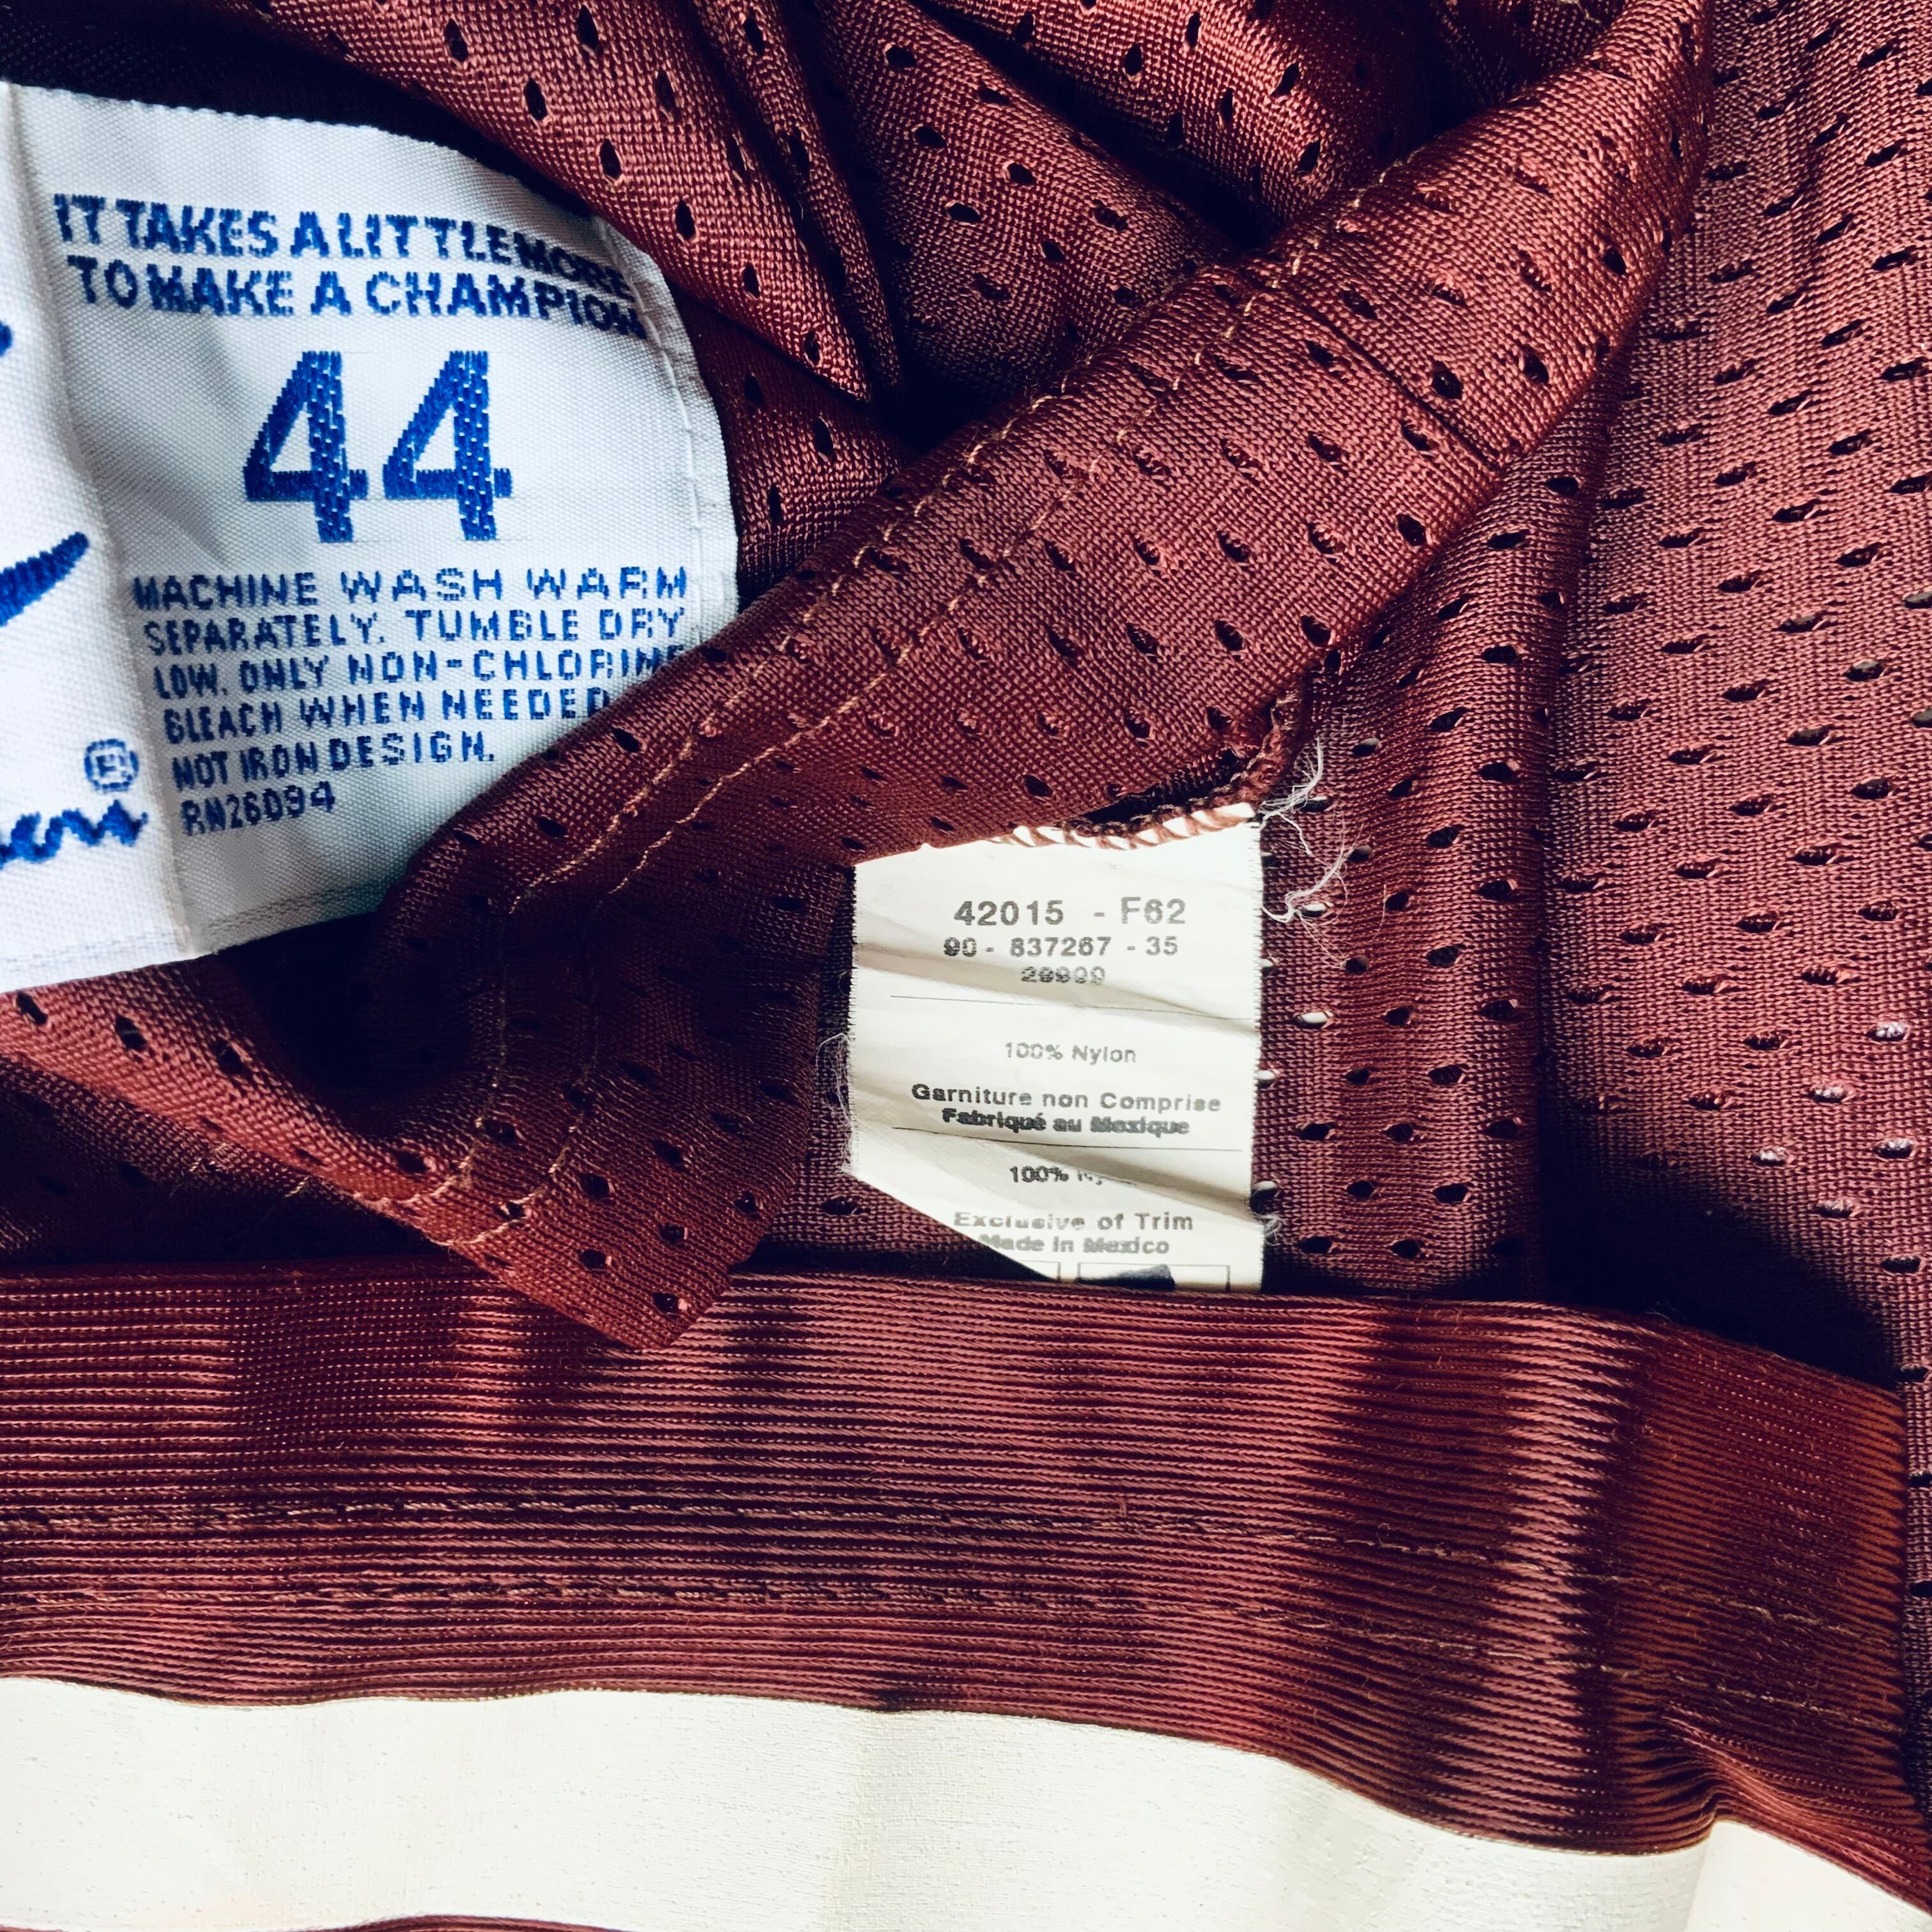 IT TAKES A LITTLE MORE
TO MAKE A CHAMPION
44
MACHINE WASH WARM
SEPARATELY. TUMBLE DRY
LOW. ONLY NON-CHLORINE
BLEACH WHEN NEEDED
NOT IRON DESIGN.
RN26094
42015 - F62
90 - 837267 - 35
100% Nylon
Garniture non Comprise
Fabriqué au Mexique
100%
Exclusive of Trim
Made in Mexico